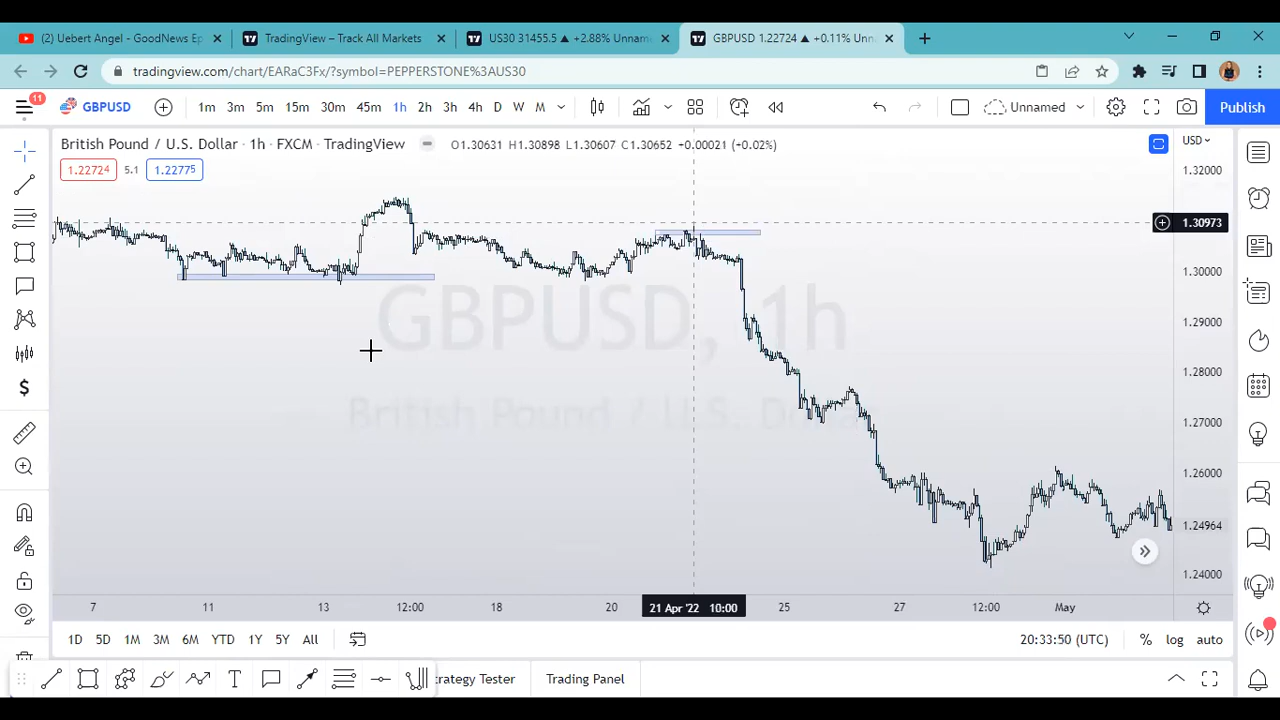 (2) Uebert Angel - GoodNews Ep
TradingView – Track All Markets
US30 31455.5 ▲ +2.88% Unnam
GBPUSD 1.22724 ▲ +0.11% Unn
tradingview.com/chart/EARaC3Fx/?symbol=PEPPERSTONE%3AUS30
11
GBPUSD
1m 3m 5m 15m 30m 45m 1h 2h 3h 4h D W M
Unnamed
Publish
British Pound / U.S. Dollar · 1h · FXCM · TradingView
O1.30631 H1.30898 L1.30607 C1.30652 +0.00021 (+0.02%)
USD
1.22724 5.1 1.22775
1.32000
1.30973
1.30000
1.29000
1.28000
1.27000
1.26000
1.24964
1.24000
GBPUSD, 1h
British Pound / U.S. Dollar
7 11 13 12:00 18 20 21 Apr '22 10:00 25 27 12:00 May
1D 5D 1M 3M 6M YTD 1Y 5Y All
20:33:50 (UTC) % log auto
trategy Tester
Trading Panel